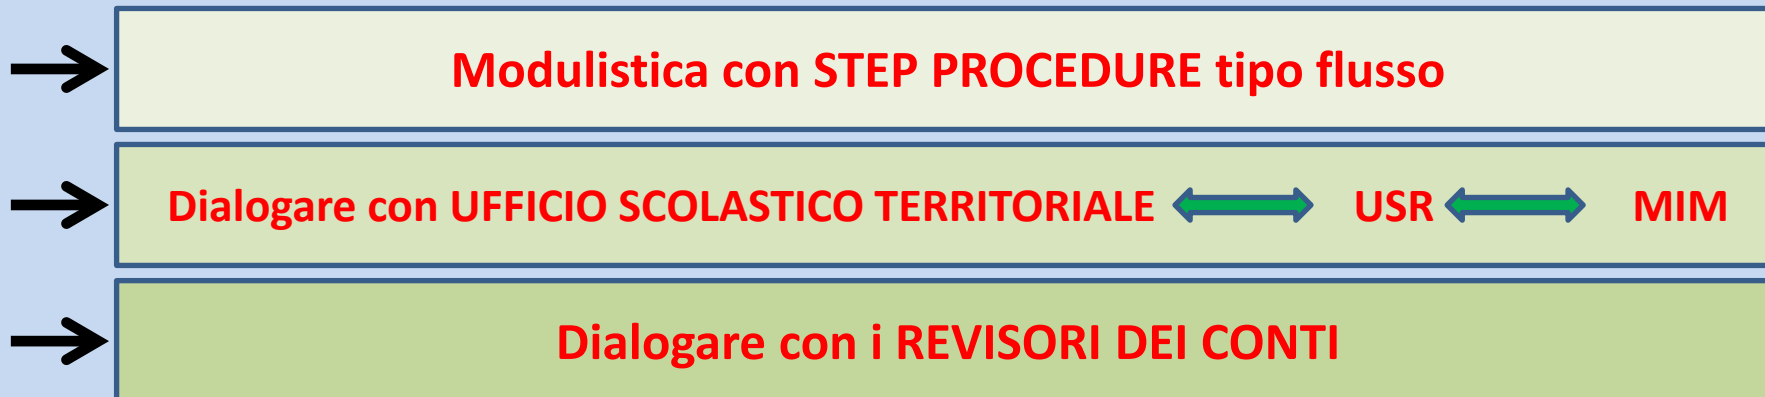 Modulistica con STEP PROCEDURE tipo flusso
Dialogare con UFFICIO SCOLASTICO TERRITORIALE USR MIM
Dialogare con i REVISORI DEI CONTI